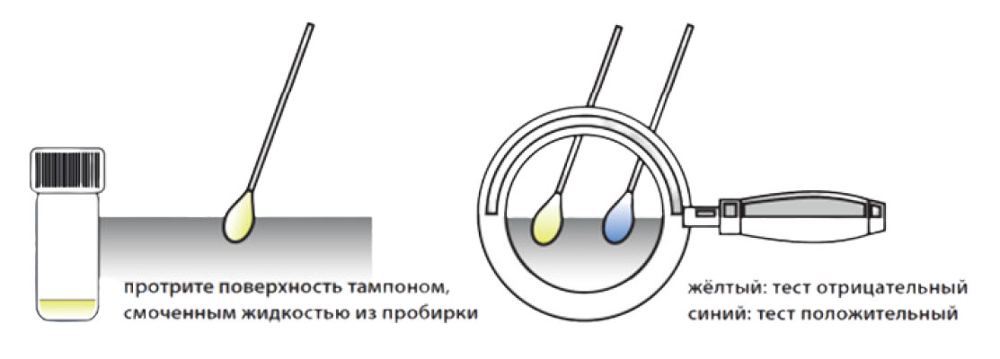 протрите поверхность тампоном,
смоченным жидкостью из пробирки
жёлтый: тест отрицательный
синий: тест положительный